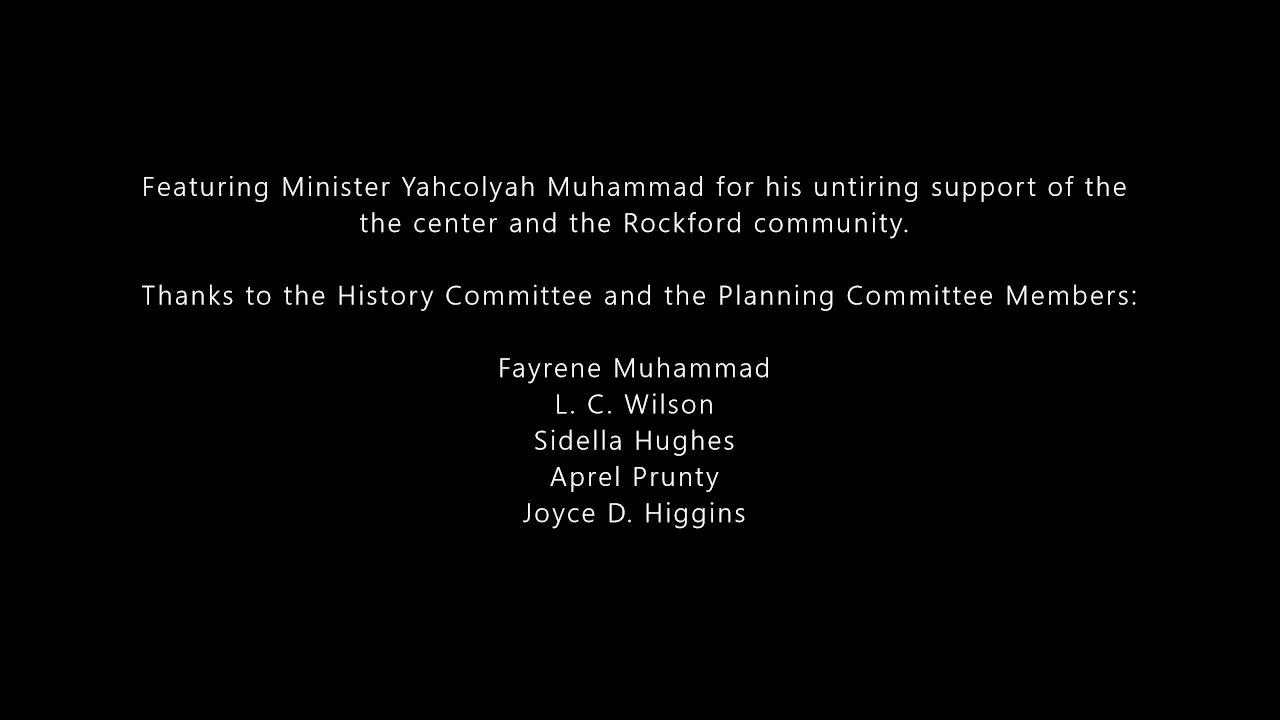 Featuring Minister Yahcolyah Muhammad for his untiring support of the
the center and the Rockford community.
Thanks to the History Committee and the Planning Committee Members:
Fayrene Muhammad
L. C. Wilson
Sidella Hughes
Aprel Prunty
Joyce D. Higgins